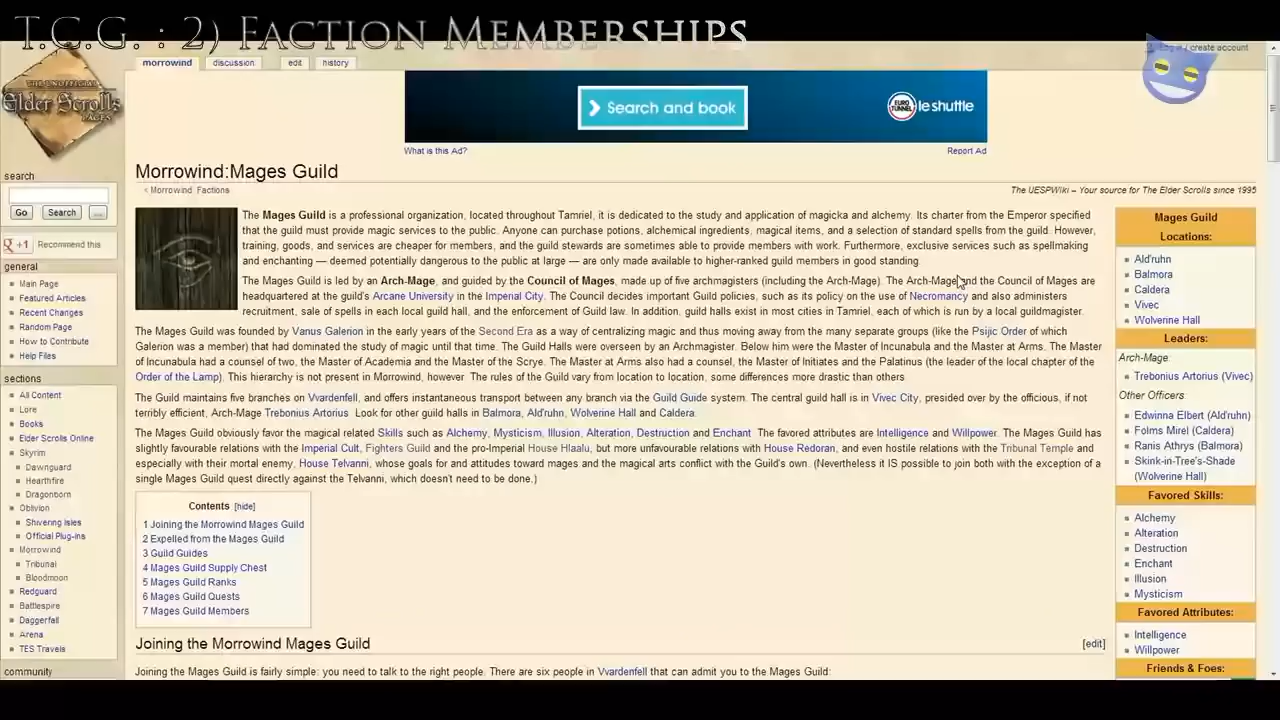 T.C.G. : 2) Faction Memberships
create account
morrowind discussion edit history
THE UNOFFICIAL
Elder Scrolls
PAGES
Search and book
EURO TUNNEL le shuttle
What is this Ad? Report Ad
search
Go Search ...
+1 Recommend this
general
Main Page
Featured Articles
Recent Changes
Random Page
How to Contribute
Help Files
sections
All Content
Lore
Books
Elder Scrolls Online
Skyrim
Dawnguard
Hearthfire
Dragonborn
Oblivion
Shivering Isles
Official Plug-ins
Morrowind
Tribunal
Bloodmoon
Redguard
Battlespire
Daggerfall
Arena
TES Travels
community
Morrowind:Mages Guild
< Morrowind: Factions
The UESPWiki – Your source for The Elder Scrolls since 1995
The Mages Guild is a professional organization, located throughout Tamriel, it is dedicated to the study and application of magicka and alchemy. Its charter from the Emperor specified
that the guild must provide magic services to the public. Anyone can purchase potions, alchemical ingredients, magical items, and a selection of standard spells from the guild. However,
training, goods, and services are cheaper for members, and the guild stewards are sometimes able to provide members with work. Furthermore, exclusive services such as spellmaking
and enchanting — deemed potentially dangerous to the public at large — are only made available to higher-ranked guild members in good standing.
The Mages Guild is led by an Arch-Mage, and guided by the Council of Mages, made up of five archmagisters (including the Arch-Mage). The Arch-Mage and the Council of Mages are
headquartered at the guild's Arcane University in the Imperial City. The Council decides important Guild policies, such as its policy on the use of Necromancy and also administers
recruitment, sale of spells in each local guild hall, and the enforcement of Guild law. In addition, guild halls exist in most cities in Tamriel, each of which is run by a local guildmagister.
The Mages Guild was founded by Vanus Galerion in the early years of the Second Era as a way of centralizing magic and thus moving away from the many separate groups (like the Psijic Order of which
Galerion was a member) that had dominated the study of magic until that time. The Guild Halls were overseen by an Archmagister. Below him were the Master of Incunabula and the Master at Arms. The Master
of Incunabula had a counsel of two, the Master of Academia and the Master of the Scrye. The Master at Arms also had a counsel, the Master of Initiates and the Palatinus (the leader of the local chapter of the
Order of the Lamp). This hierarchy is not present in Morrowind, however. The rules of the Guild vary from location to location, some differences more drastic than others.
The Guild maintains five branches on Vvardenfell, and offers instantaneous transport between any branch via the Guild Guide system. The central guild hall is in Vivec City, presided over by the officious, if not
terribly efficient, Arch-Mage Trebonius Artorius. Look for other guild halls in Balmora, Ald'ruhn, Wolverine Hall and Caldera.
The Mages Guild obviously favor the magical related Skills such as Alchemy, Mysticism, Illusion, Alteration, Destruction and Enchant. The favored attributes are Intelligence and Willpower. The Mages Guild has
slightly favourable relations with the Imperial Cult, Fighters Guild and the pro-Imperial House Hlaalu, but more unfavourable relations with House Redoran, and even hostile relations with the Tribunal Temple and
especially with their mortal enemy, House Telvanni, whose goals for and attitudes toward mages and the magical arts conflict with the Guild's own. (Nevertheless it IS possible to join both with the exception of a
single Mages Guild quest directly against the Telvanni, which doesn't need to be done.)
Contents [hide]
1 Joining the Morrowind Mages Guild
2 Expelled from the Mages Guild
3 Guild Guides
4 Mages Guild Supply Chest
5 Mages Guild Ranks
6 Mages Guild Quests
7 Mages Guild Members
Joining the Morrowind Mages Guild [edit]
Joining the Mages Guild is fairly simple: you need to talk to the right people. There are six people in Vvardenfell that can admit you to the Mages Guild:
Mages Guild
Locations:
Ald'ruhn
Balmora
Caldera
Vivec
Wolverine Hall
Leaders:
Arch-Mage:
Trebonius Artorius (Vivec)
Other Officers:
Edwinna Elbert (Ald'ruhn)
Folms Mirel (Caldera)
Ranis Athrys (Balmora)
Skink-in-Tree's-Shade
(Wolverine Hall)
Favored Skills:
Alchemy
Alteration
Destruction
Enchant
Illusion
Mysticism
Favored Attributes:
Intelligence
Willpower
Friends & Foes: